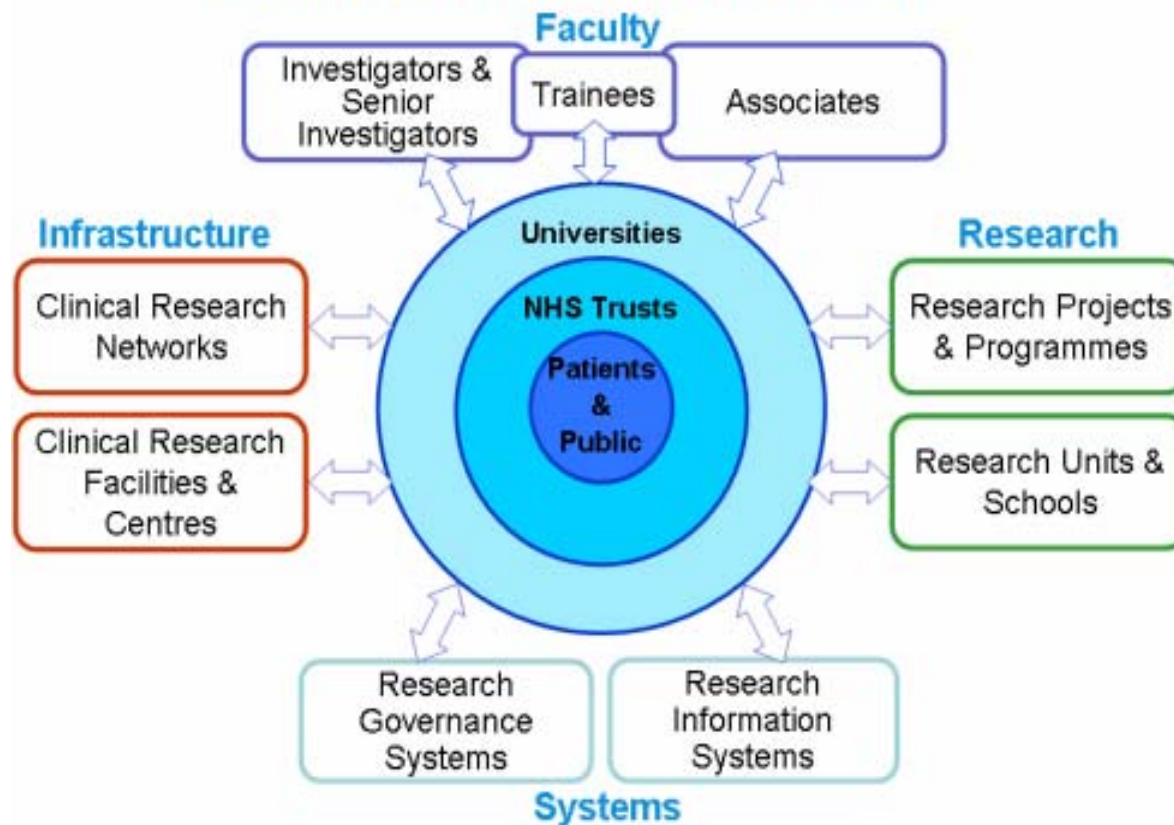 Faculty
Investigators &
Senior
Investigators
Trainees
Associates
Infrastructure
Clinical Research
Networks
Clinical Research
Facilities &
Centres
Universities
NHS Trusts
Patients
&
Public
Research
Research Projects
& Programmes
Research Units &
Schools
Research
Governance
Systems
Research
Information
Systems
Systems